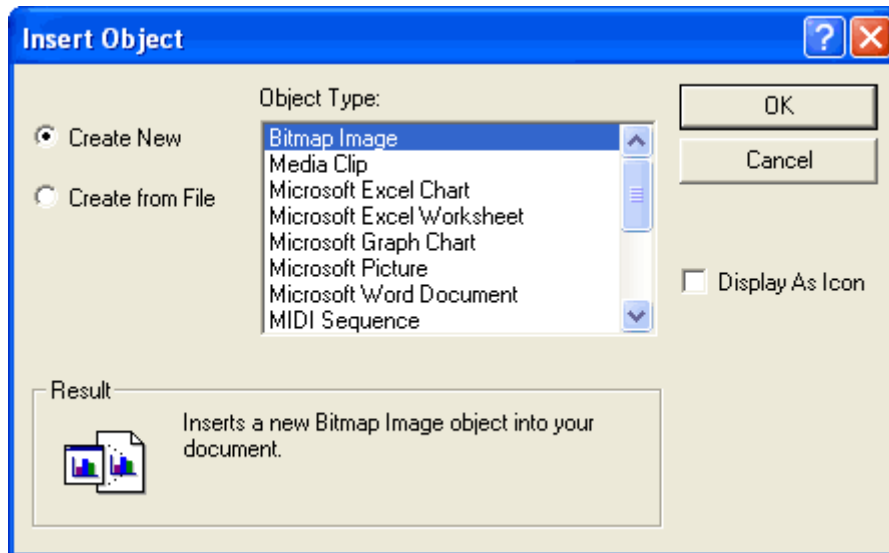 Insert Object
Object Type:
Create New
Create from File
Bitmap Image
Media Clip
Microsoft Excel Chart
Microsoft Excel Worksheet
Microsoft Graph Chart
Microsoft Picture
Microsoft Word Document
MIDI Sequence
OK
Cancel
Display As Icon
Result
Inserts a new Bitmap Image object into your
document.